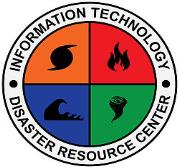 INFORMATION TECHNOLOGY
• DISASTER RESOURCE CENTER •